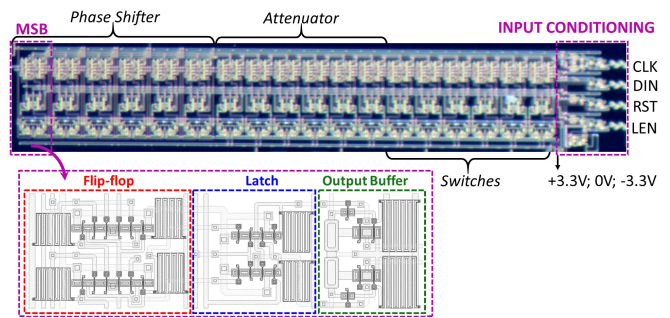 MSB
Phase Shifter
Attenuator
INPUT CONDITIONING
CLK
DIN
RST
LEN
Switches
+3.3V; 0V; -3.3V
Flip-flop
Latch
Output Buffer